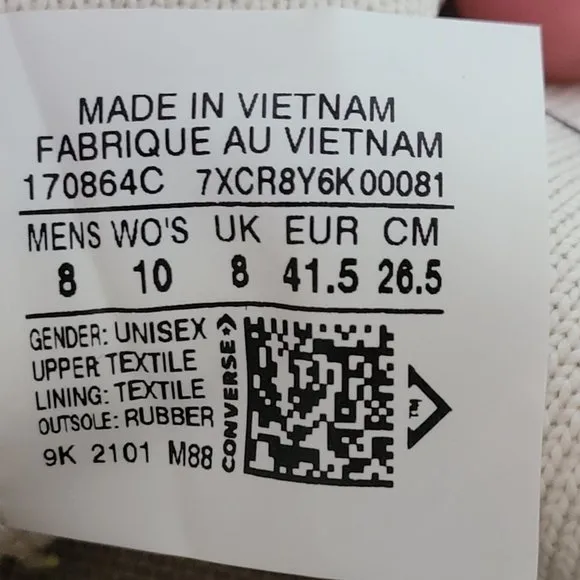 MADE IN VIETNAM
FABRIQUE AU VIETNAM
170864C 7XCR8Y6K00081
MENS WO'S UK EUR CM
8 10 8 41.5 26.5
GENDER: UNISEX
UPPER TEXTILE
LINING: TEXTILE
OUTSOLE: RUBBER
9K 2101 M88
CONVERSE